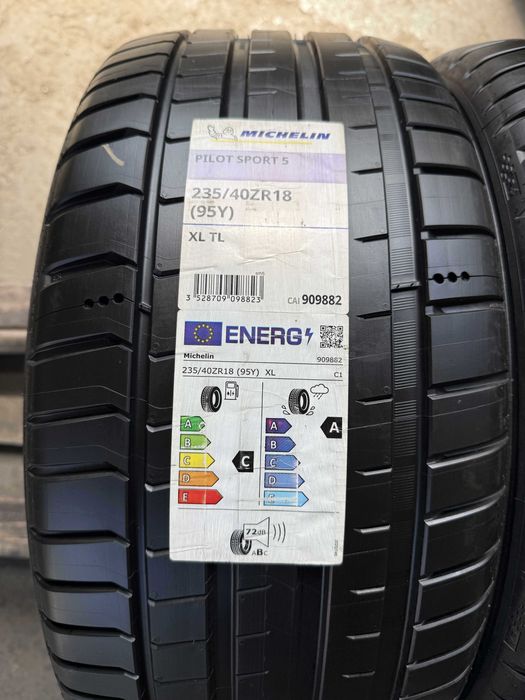 MICHELIN
PILOT SPORT 5
235/40ZR18
(95Y)
XL TL
3 528709 098823
CAI 909882
ENERG
Michelin
909882
235/40ZR18 (95Y) XL
C1
A
B
C
D
E
C
A
B
C
D
E
A
72dB
ABC